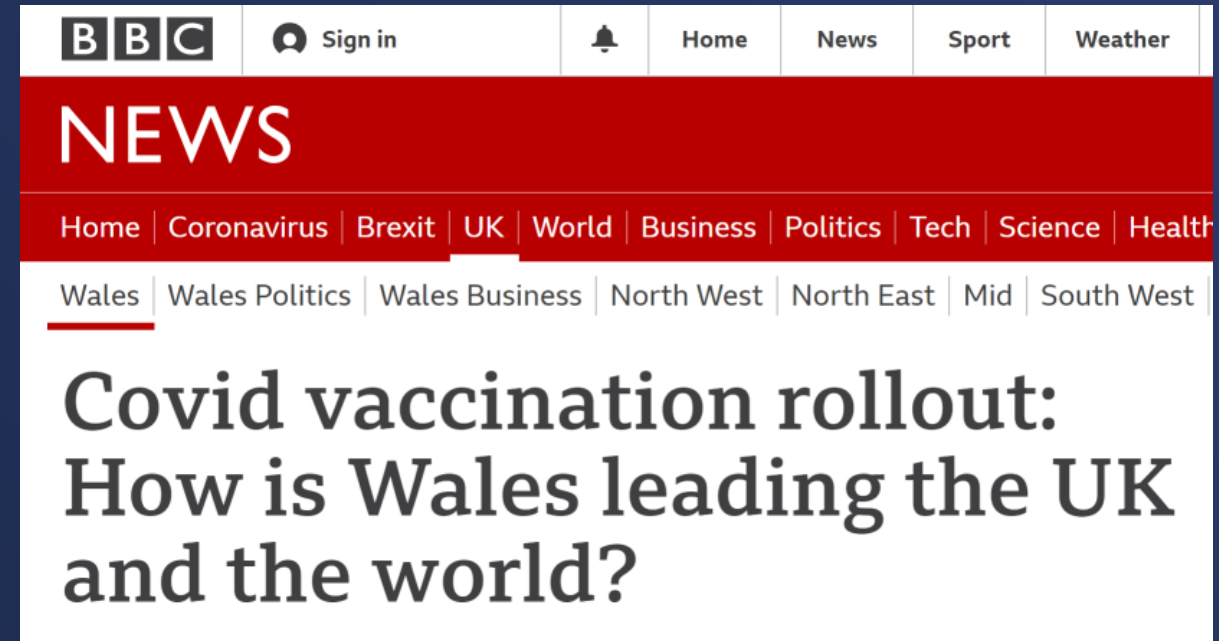 BBC Sign in Home News Sport Weather
NEWS
Home Coronavirus Brexit UK World Business Politics Tech Science Health
Wales Wales Politics Wales Business North West North East Mid South West
Covid vaccination rollout:
How is Wales leading the UK
and the world?